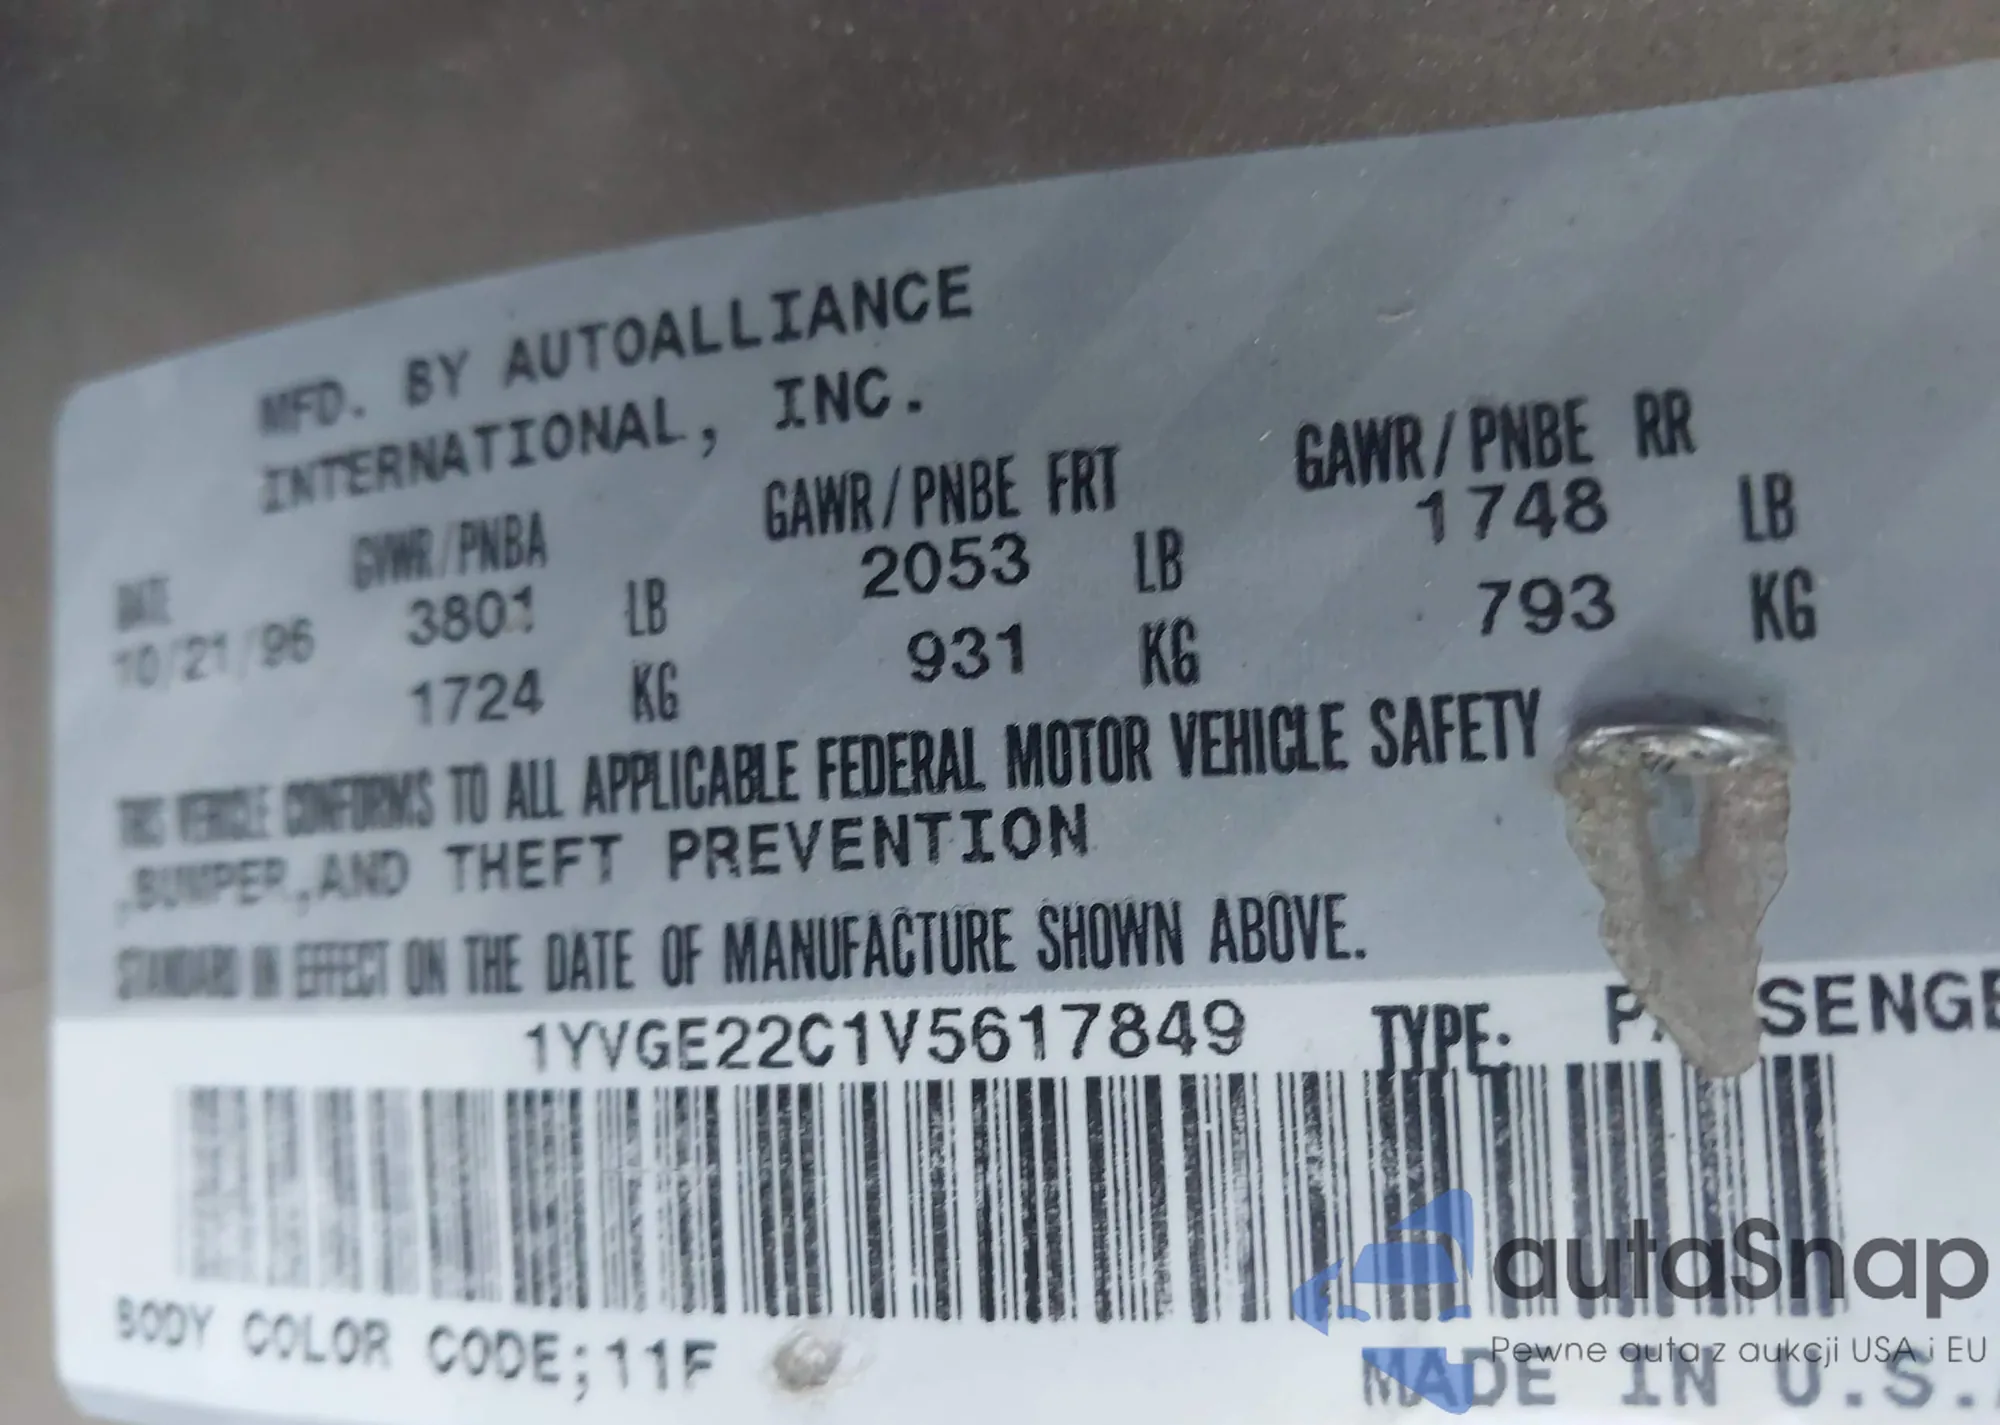 MFD. BY AUTOALLIANCE
INTERNATIONAL, INC.
DATE GVWR/PNBA GAWR/PNBE FRT GAWR/PNBE RR
10/21/96 3801 LB 2053 LB 1748 LB
1724 KG 931 KG 793 KG
THIS VEHICLE CONFORMS TO ALL APPLICABLE FEDERAL MOTOR VEHICLE SAFETY
,BUMPER,AND THEFT PREVENTION
STANDARD IN EFFECT ON THE DATE OF MANUFACTURE SHOWN ABOVE.
1YVGE22C1V5617849 TYPE:
BODY COLOR CODE;11F
MADE IN U.S.
autaSnap
Pewne auta z aukcji USA i EU